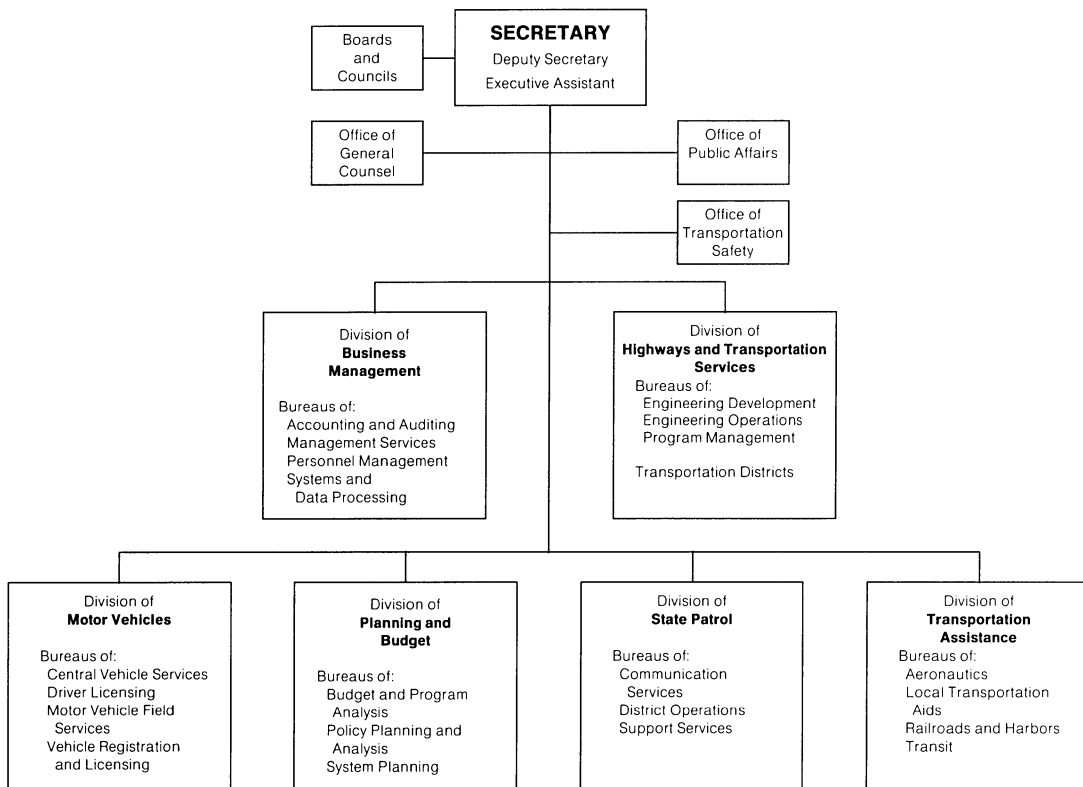 SECRETARY
Deputy Secretary
Executive Assistant
Boards
and
Councils
Office of
General
Counsel
Office of
Public Affairs
Office of
Transportation
Safety
Division of
Business
Management
Bureaus of:
Accounting and Auditing
Management Services
Personnel Management
Systems and
Data Processing
Division of
Highways and Transportation
Services
Bureaus of:
Engineering Development
Engineering Operations
Program Management
Transportation Districts
Division of
Motor Vehicles
Bureaus of:
Central Vehicle Services
Driver Licensing
Motor Vehicle Field
Services
Vehicle Registration
and Licensing
Division of
Planning and
Budget
Bureaus of:
Budget and Program
Analysis
Policy Planning and
Analysis
System Planning
Division of
State Patrol
Bureaus of:
Communication
Services
District Operations
Support Services
Division of
Transportation
Assistance
Bureaus of:
Aeronautics
Local Transportation
Aids
Railroads and Harbors
Transit